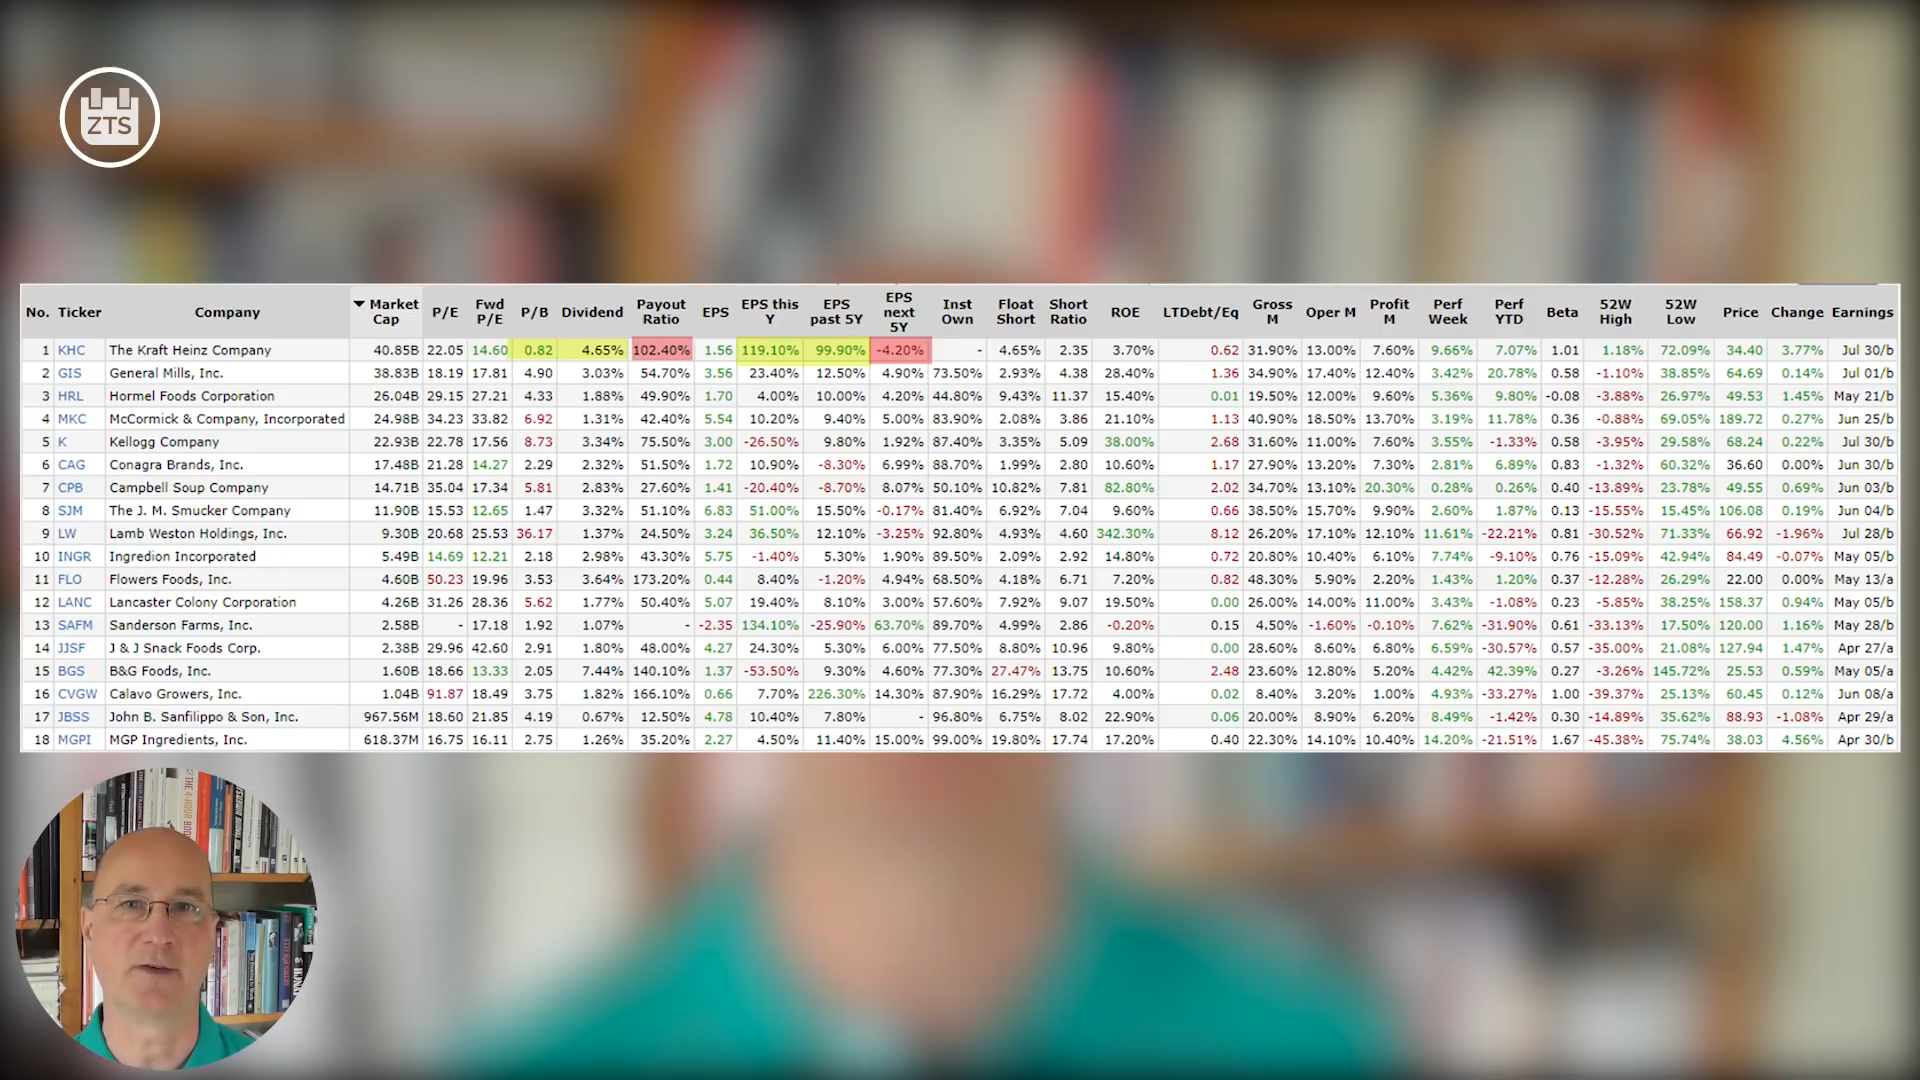 ZTS
No. Ticker Company Market Cap P/E Fwd P/E P/B Dividend Payout Ratio EPS EPS this Y EPS past 5Y EPS next 5Y Inst Own Float Short Short Ratio ROE LTDebt/Eq Gross M Oper M Profit M Perf Week Perf YTD Beta 52W High 52W Low Price Change Earnings
1 KHC The Kraft Heinz Company 40.85B 22.05 14.60 0.82 4.65% 102.40% 1.56 119.10% 99.90% -4.20% - 4.65% 2.35 3.70% 0.62 31.90% 13.00% 7.60% 9.66% 7.07% 1.01 1.18% 72.09% 34.40 3.77% Jul 30/b
2 GIS General Mills, Inc. 38.83B 18.19 17.81 4.90 3.03% 54.70% 3.56 23.40% 12.50% 4.90% 73.50% 2.93% 4.38 28.40% 1.36 34.90% 17.40% 12.40% 3.42% 20.78% 0.58 -1.10% 38.85% 64.69 0.14% Jul 01/b
3 HRL Hormel Foods Corporation 26.04B 29.15 27.21 4.33 1.88% 49.90% 1.70 4.00% 10.00% 4.20% 44.80% 9.43% 11.37 15.40% 0.01 19.50% 12.00% 9.60% 5.36% 9.80% -0.08 -3.88% 26.97% 49.53 1.45% May 21/b
4 MKC McCormick & Company, Incorporated 24.98B 34.23 33.82 6.92 1.31% 42.40% 5.54 10.20% 9.40% 5.00% 83.90% 2.08% 3.86 21.10% 1.13 40.90% 18.50% 13.70% 3.19% 11.78% 0.36 -0.88% 69.05% 189.72 0.27% Jun 25/b
5 K Kellogg Company 22.93B 22.78 17.56 8.73 3.34% 75.50% 3.00 -26.50% 9.80% 1.92% 87.40% 3.35% 5.09 38.00% 2.68 31.60% 11.00% 7.60% 3.55% -1.33% 0.58 -3.95% 29.58% 68.24 0.22% Jul 30/b
6 CAG Conagra Brands, Inc. 17.48B 21.28 14.27 2.29 2.32% 51.50% 1.72 10.90% -8.30% 6.99% 88.70% 1.99% 2.80 10.60% 1.17 27.90% 13.20% 7.30% 2.81% 6.89% 0.83 -1.32% 60.32% 36.60 0.00% Jun 30/b
7 CPB Campbell Soup Company 14.71B 35.04 17.34 5.81 2.83% 27.60% 1.41 -20.40% -8.70% 8.07% 50.10% 10.82% 7.81 82.80% 2.02 34.70% 13.10% 20.30% 0.28% 0.26% 0.40 -13.89% 23.78% 49.55 0.69% Jun 03/b
8 SJM The J. M. Smucker Company 11.90B 15.53 12.65 1.47 3.32% 51.10% 6.83 51.00% 15.50% -0.17% 81.40% 6.92% 7.04 9.60% 0.66 38.50% 15.70% 9.90% 2.60% 1.87% 0.13 -15.55% 15.45% 106.08 0.19% Jun 04/b
9 LW Lamb Weston Holdings, Inc. 9.30B 20.68 25.53 36.17 1.37% 24.50% 3.24 36.50% 12.10% -3.25% 92.80% 4.93% 4.60 342.30% 8.12 26.20% 17.10% 12.10% 11.61% -22.21% 0.81 -30.52% 71.33% 66.92 -1.96% Jul 28/b
10 INGR Ingredion Incorporated 5.49B 14.69 12.21 2.18 2.98% 43.30% 5.75 -1.40% 5.30% 1.90% 89.50% 2.09% 2.92 14.80% 0.72 20.80% 10.40% 6.10% 7.74% -9.10% 0.76 -15.09% 42.94% 84.49 -0.07% May 05/b
11 FLO Flowers Foods, Inc. 4.60B 50.23 19.96 3.53 3.64% 173.20% 0.44 8.40% -1.20% 4.94% 68.50% 4.18% 6.71 7.20% 0.82 48.30% 5.90% 2.20% 1.43% 1.20% 0.37 -12.28% 26.29% 22.00 0.00% May 13/a
12 LANC Lancaster Colony Corporation 4.26B 31.26 28.36 5.62 1.77% 50.40% 5.07 19.40% 8.10% 3.00% 57.60% 7.92% 9.07 19.50% 0.00 26.00% 14.00% 11.00% 3.43% -1.08% 0.23 -5.85% 38.25% 158.37 0.94% May 05/b
13 SAFM Sanderson Farms, Inc. 2.58B - 17.18 1.92 1.07% - -2.35 134.10% -25.90% 63.70% 89.70% 4.99% 2.86 -0.20% 0.15 4.50% -1.60% -0.10% 7.62% -31.90% 0.61 -33.13% 17.50% 120.00 1.16% May 28/b
14 JJSF J & J Snack Foods Corp. 2.38B 29.96 42.60 2.91 1.80% 48.00% 4.27 24.30% 5.30% 6.00% 77.50% 8.80% 10.96 9.80% 0.00 28.60% 8.60% 6.80% 6.59% -30.57% 0.57 -35.00% 21.08% 127.94 1.47% Apr 27/a
15 BGS B&G Foods, Inc. 1.60B 18.66 13.33 2.05 7.44% 140.10% 1.37 -53.50% 9.30% 4.60% 77.30% 27.47% 13.75 10.60% 2.48 23.60% 12.80% 5.20% 4.42% 42.39% 0.27 -3.26% 145.72% 25.53 0.59% May 05/a
16 CVGW Calavo Growers, Inc. 1.04B 91.87 18.49 3.75 1.82% 166.10% 0.66 7.70% 226.30% 14.30% 87.90% 16.29% 17.72 4.00% 0.02 8.40% 3.20% 1.00% 4.93% -33.27% 1.00 -39.37% 25.13% 60.45 0.12% Jun 08/a
17 JBSS John B. Sanfilippo & Son, Inc. 967.56M 18.60 21.85 4.19 0.67% 12.50% 4.78 10.40% 7.80% - 96.80% 6.75% 8.02 22.90% 0.06 20.00% 8.90% 6.20% 8.49% -1.42% 0.30 -14.89% 35.62% 88.93 -1.08% Apr 29/a
18 MGPI MGP Ingredients, Inc. 618.37M 16.75 16.11 2.75 1.26% 35.20% 2.27 4.50% 11.40% 15.00% 99.00% 19.80% 17.74 17.20% 0.40 22.30% 14.10% 10.40% 14.20% -21.51% 1.67 -45.38% 75.74% 38.03 4.56% Apr 30/b